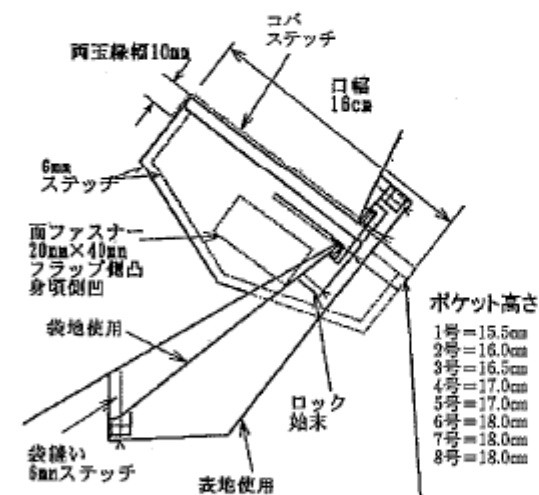 コバ
ステッチ
両玉縁幅10mm
口幅
16cm
6mm
ステッチ
面ファスナー
20mm×40mm
フラップ側凸
身頃側凹
袋地使用
ポケット高さ
1号=15.5cm
2号=16.0cm
3号=16.5cm
4号=17.0cm
5号=17.0cm
6号=18.0cm
7号=18.0cm
8号=18.0cm
ロック
始末
袋縫い
6mmステッチ
表地使用